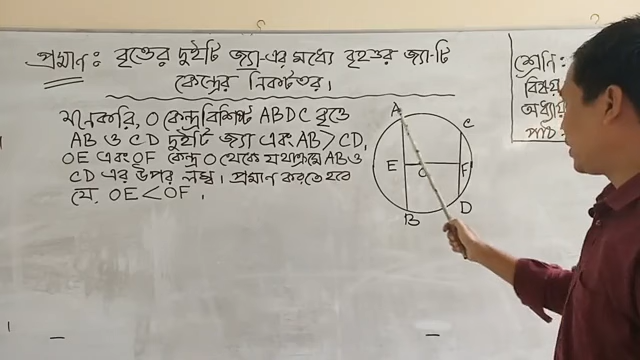 প্রমান: বৃত্তের দুইটি জ্যা-এর মধ্যে বৃহত্তর জ্যা-টি
কেন্দ্রের নিকটতর।
মনেকরি, O কেন্দ্রবিশিষ্ট ABDC বৃত্তে
AB ও CD দুইটি জ্যা এবং AB > CD,
OE এবং OF কেন্দ্র O থেকে যথাক্রমে AB ও
CD এর উপর লম্ব। প্রমান করতে হবে
যে, OE < OF.
A
C
E
O
F
B
D
শ্রেনি:
বিষয়
অধ্যায়